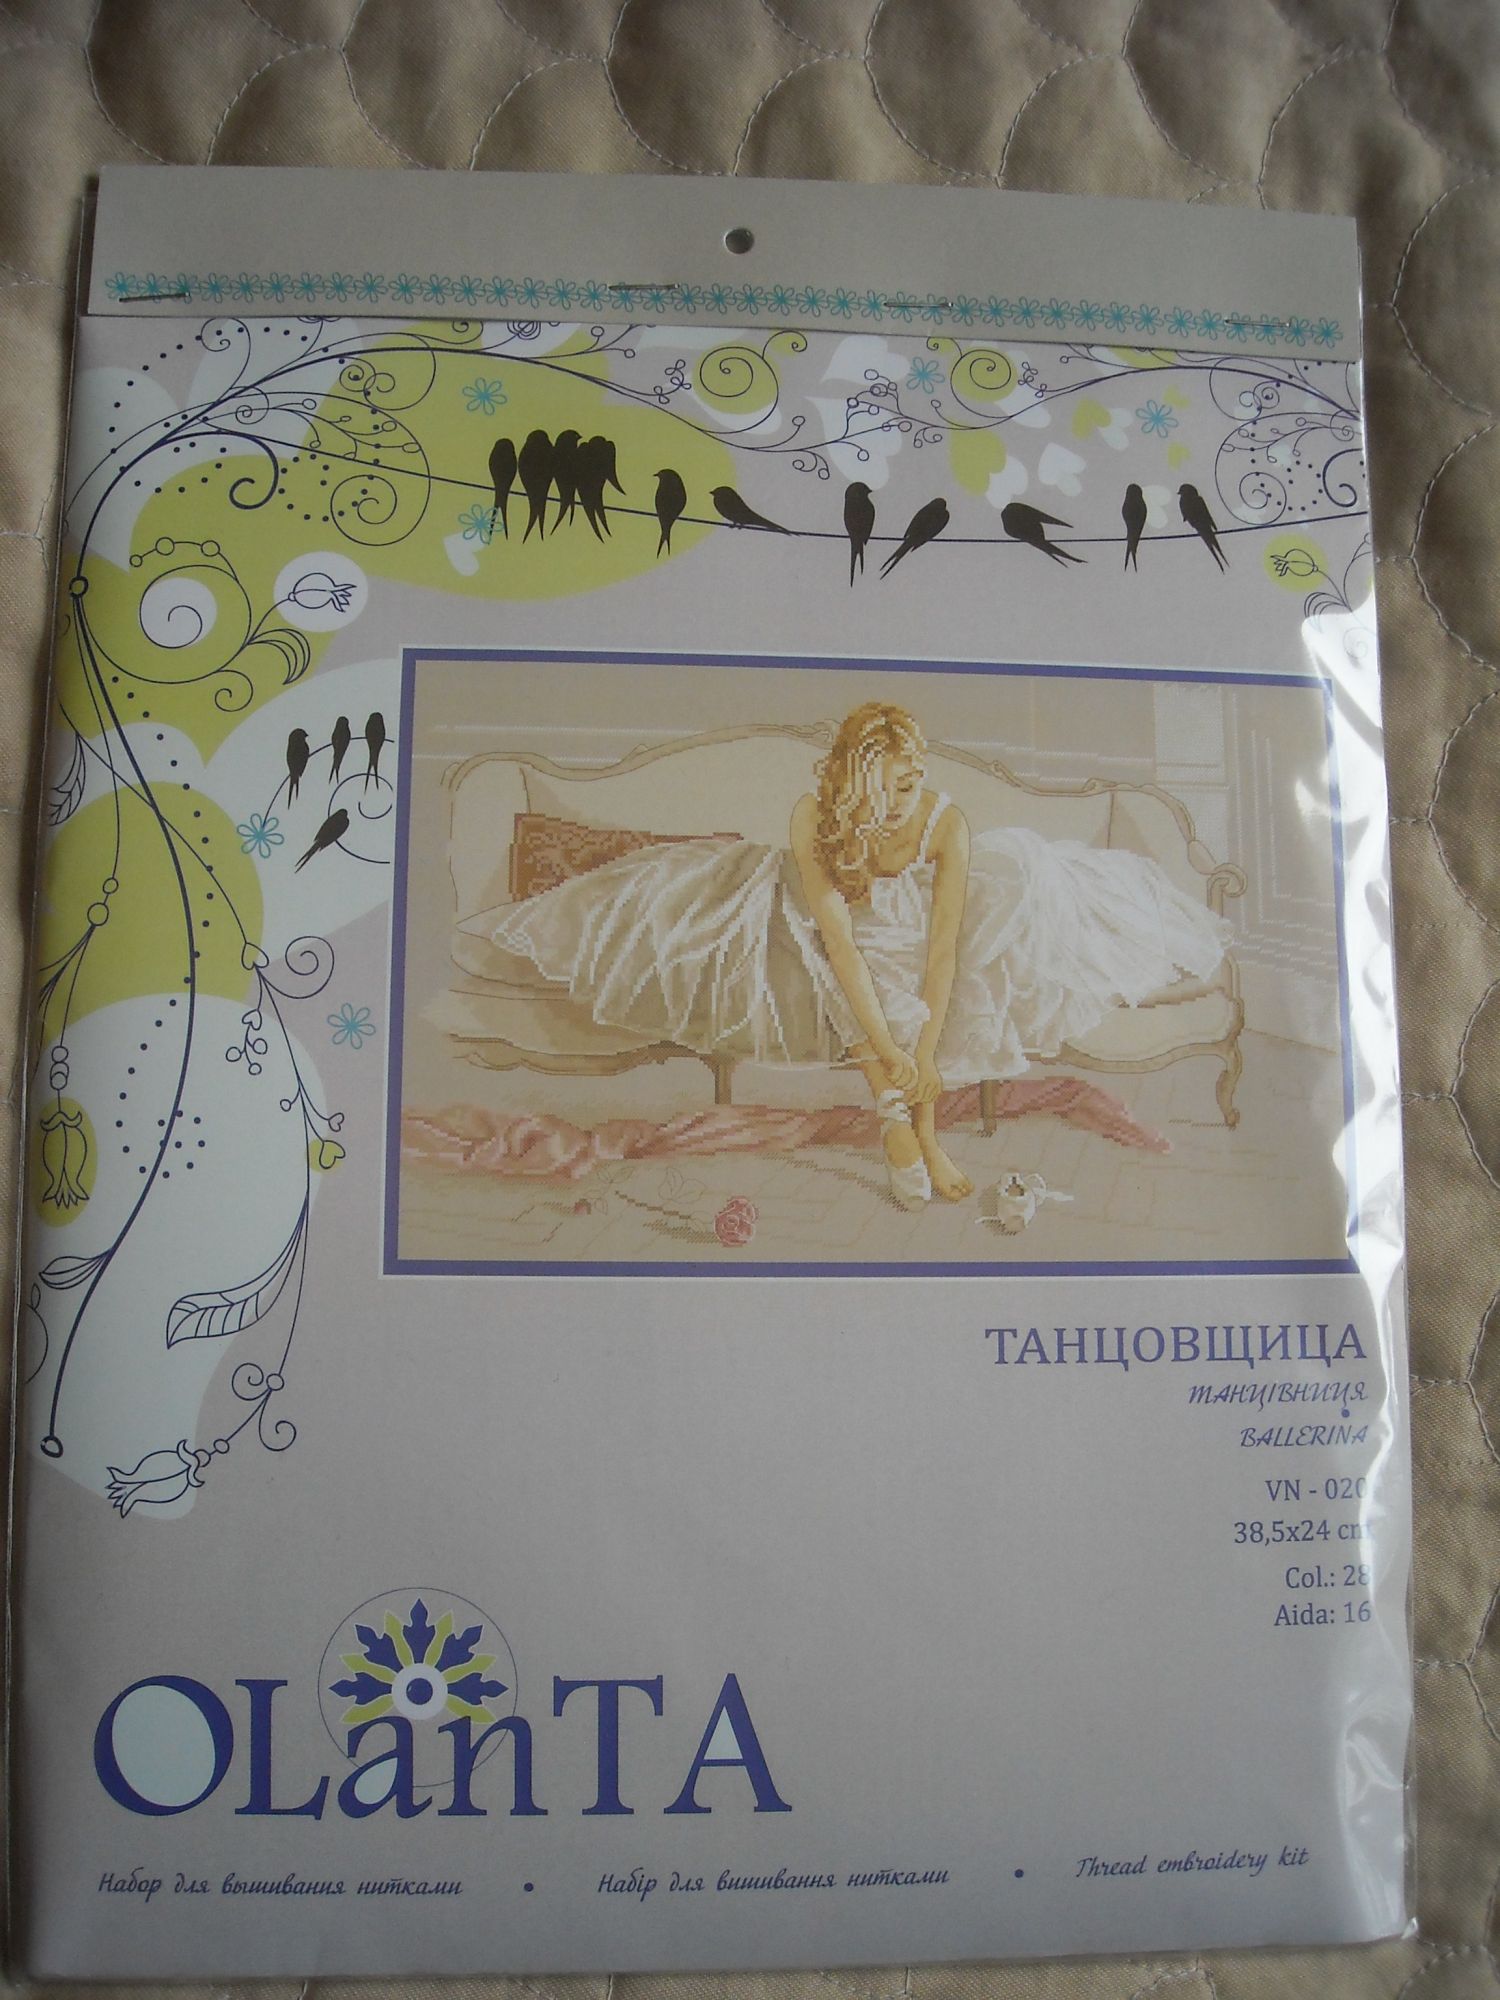 ТАНЦОВЩИЦА
ТАНЦІВНИЦЯ
BALLERINA
VN - 020
38,5x24 cm
Col.: 28
Aida: 16
OLanTA
Набор для вышивания нитками • Набір для вишивання нитками • Thread embroidery kit